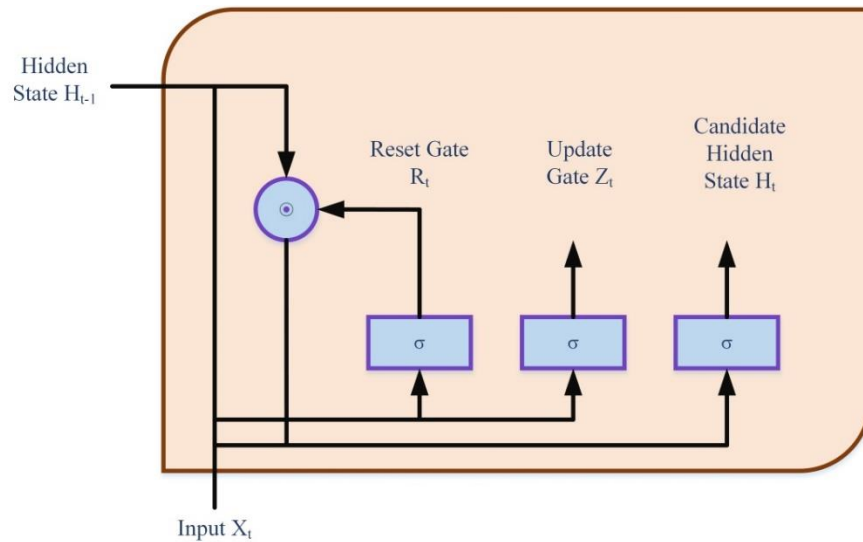 Hidden
State Hₜ₋₁
Reset Gate
Rₜ
Update
Gate Zₜ
Candidate
Hidden
State Hₜ
⊙
σ
σ
σ
Input Xₜ